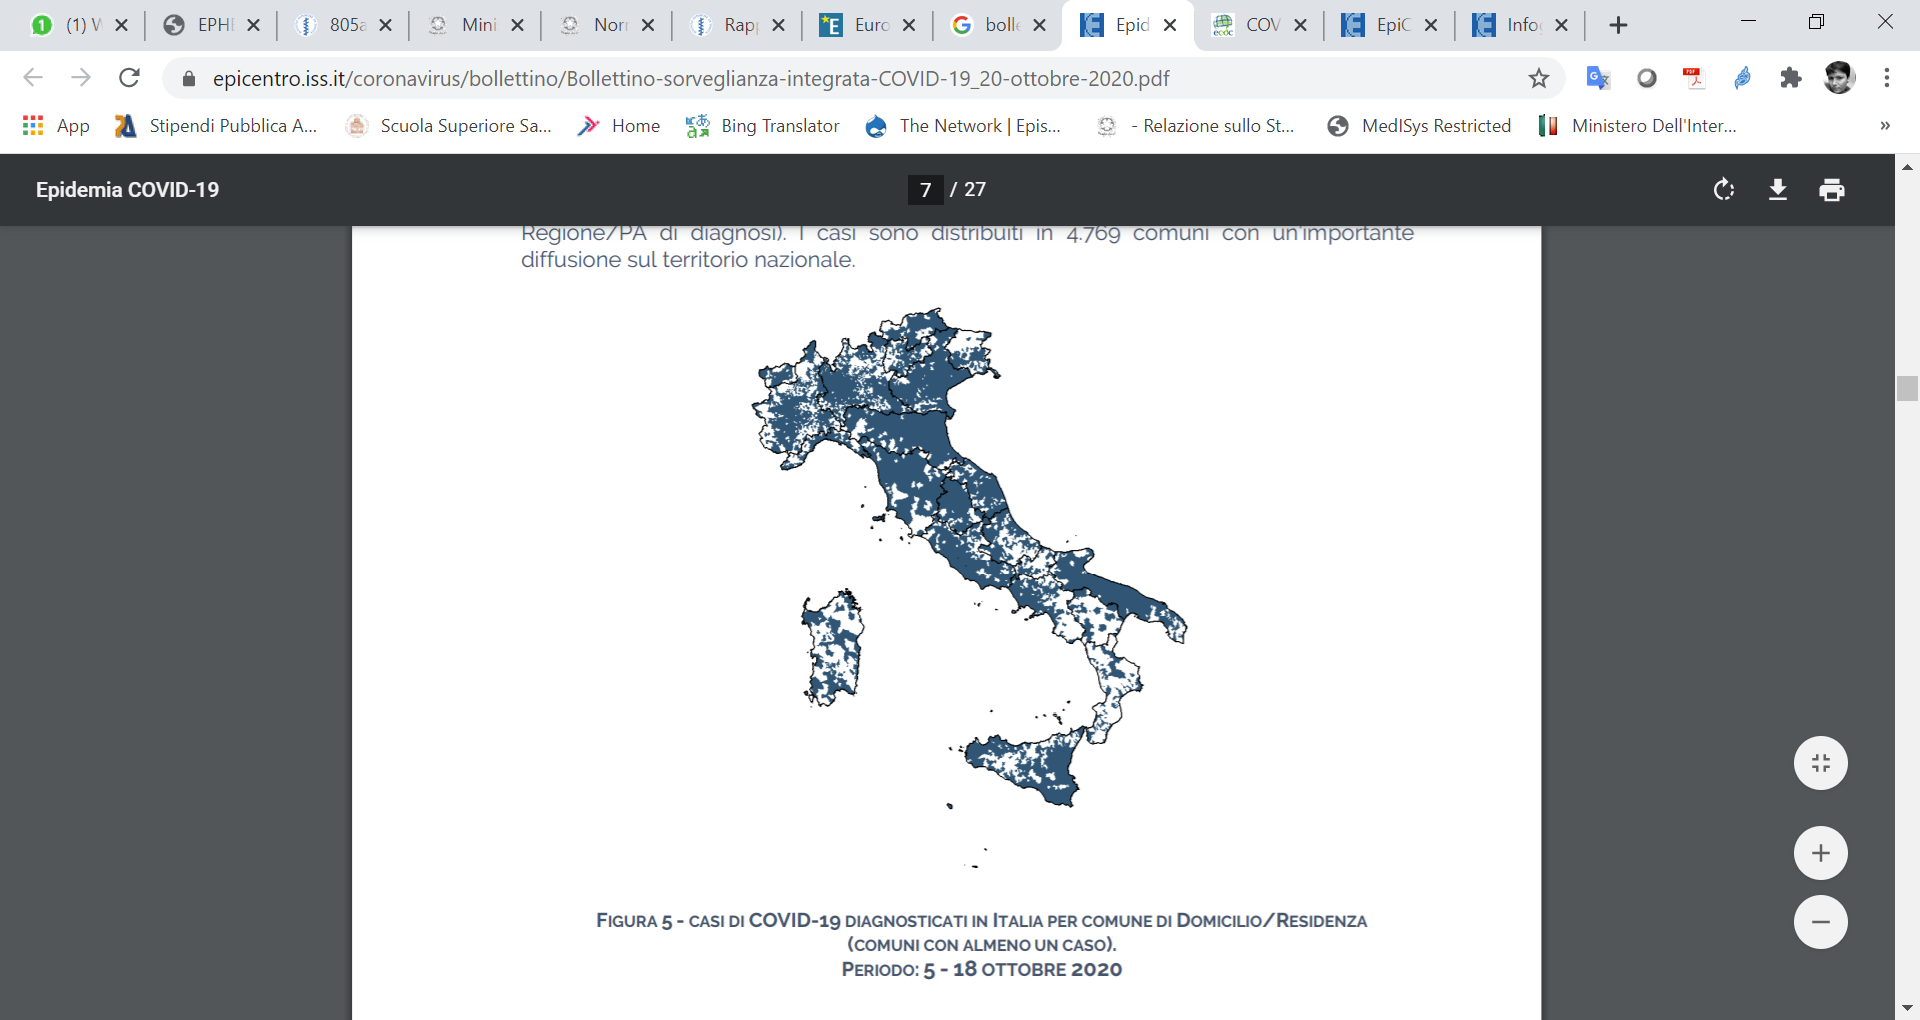 (1) V
EPHI
805a
Mini
Nor
Rap
Euro
boll
Epid
COV
EpiC
Info
epicentro.iss.it/coronavirus/bollettino/Bollettino-sorveglianza-integrata-COVID-19_20-ottobre-2020.pdf
App
Stipendi Pubblica A...
Scuola Superiore Sa...
Home
Bing Translator
The Network | Epis...
- Relazione sullo St...
MedISys Restricted
Ministero Dell'Inter...
»
Epidemia COVID-19
7 / 27
Regione/PA di diagnosi). I casi sono distribuiti in 4.769 comuni con un'importante
diffusione sul territorio nazionale.
FIGURA 5 - CASI DI COVID-19 DIAGNOSTICATI IN ITALIA PER COMUNE DI DOMICILIO/RESIDENZA
(COMUNI CON ALMENO UN CASO).
PERIODO: 5 - 18 OTTOBRE 2020